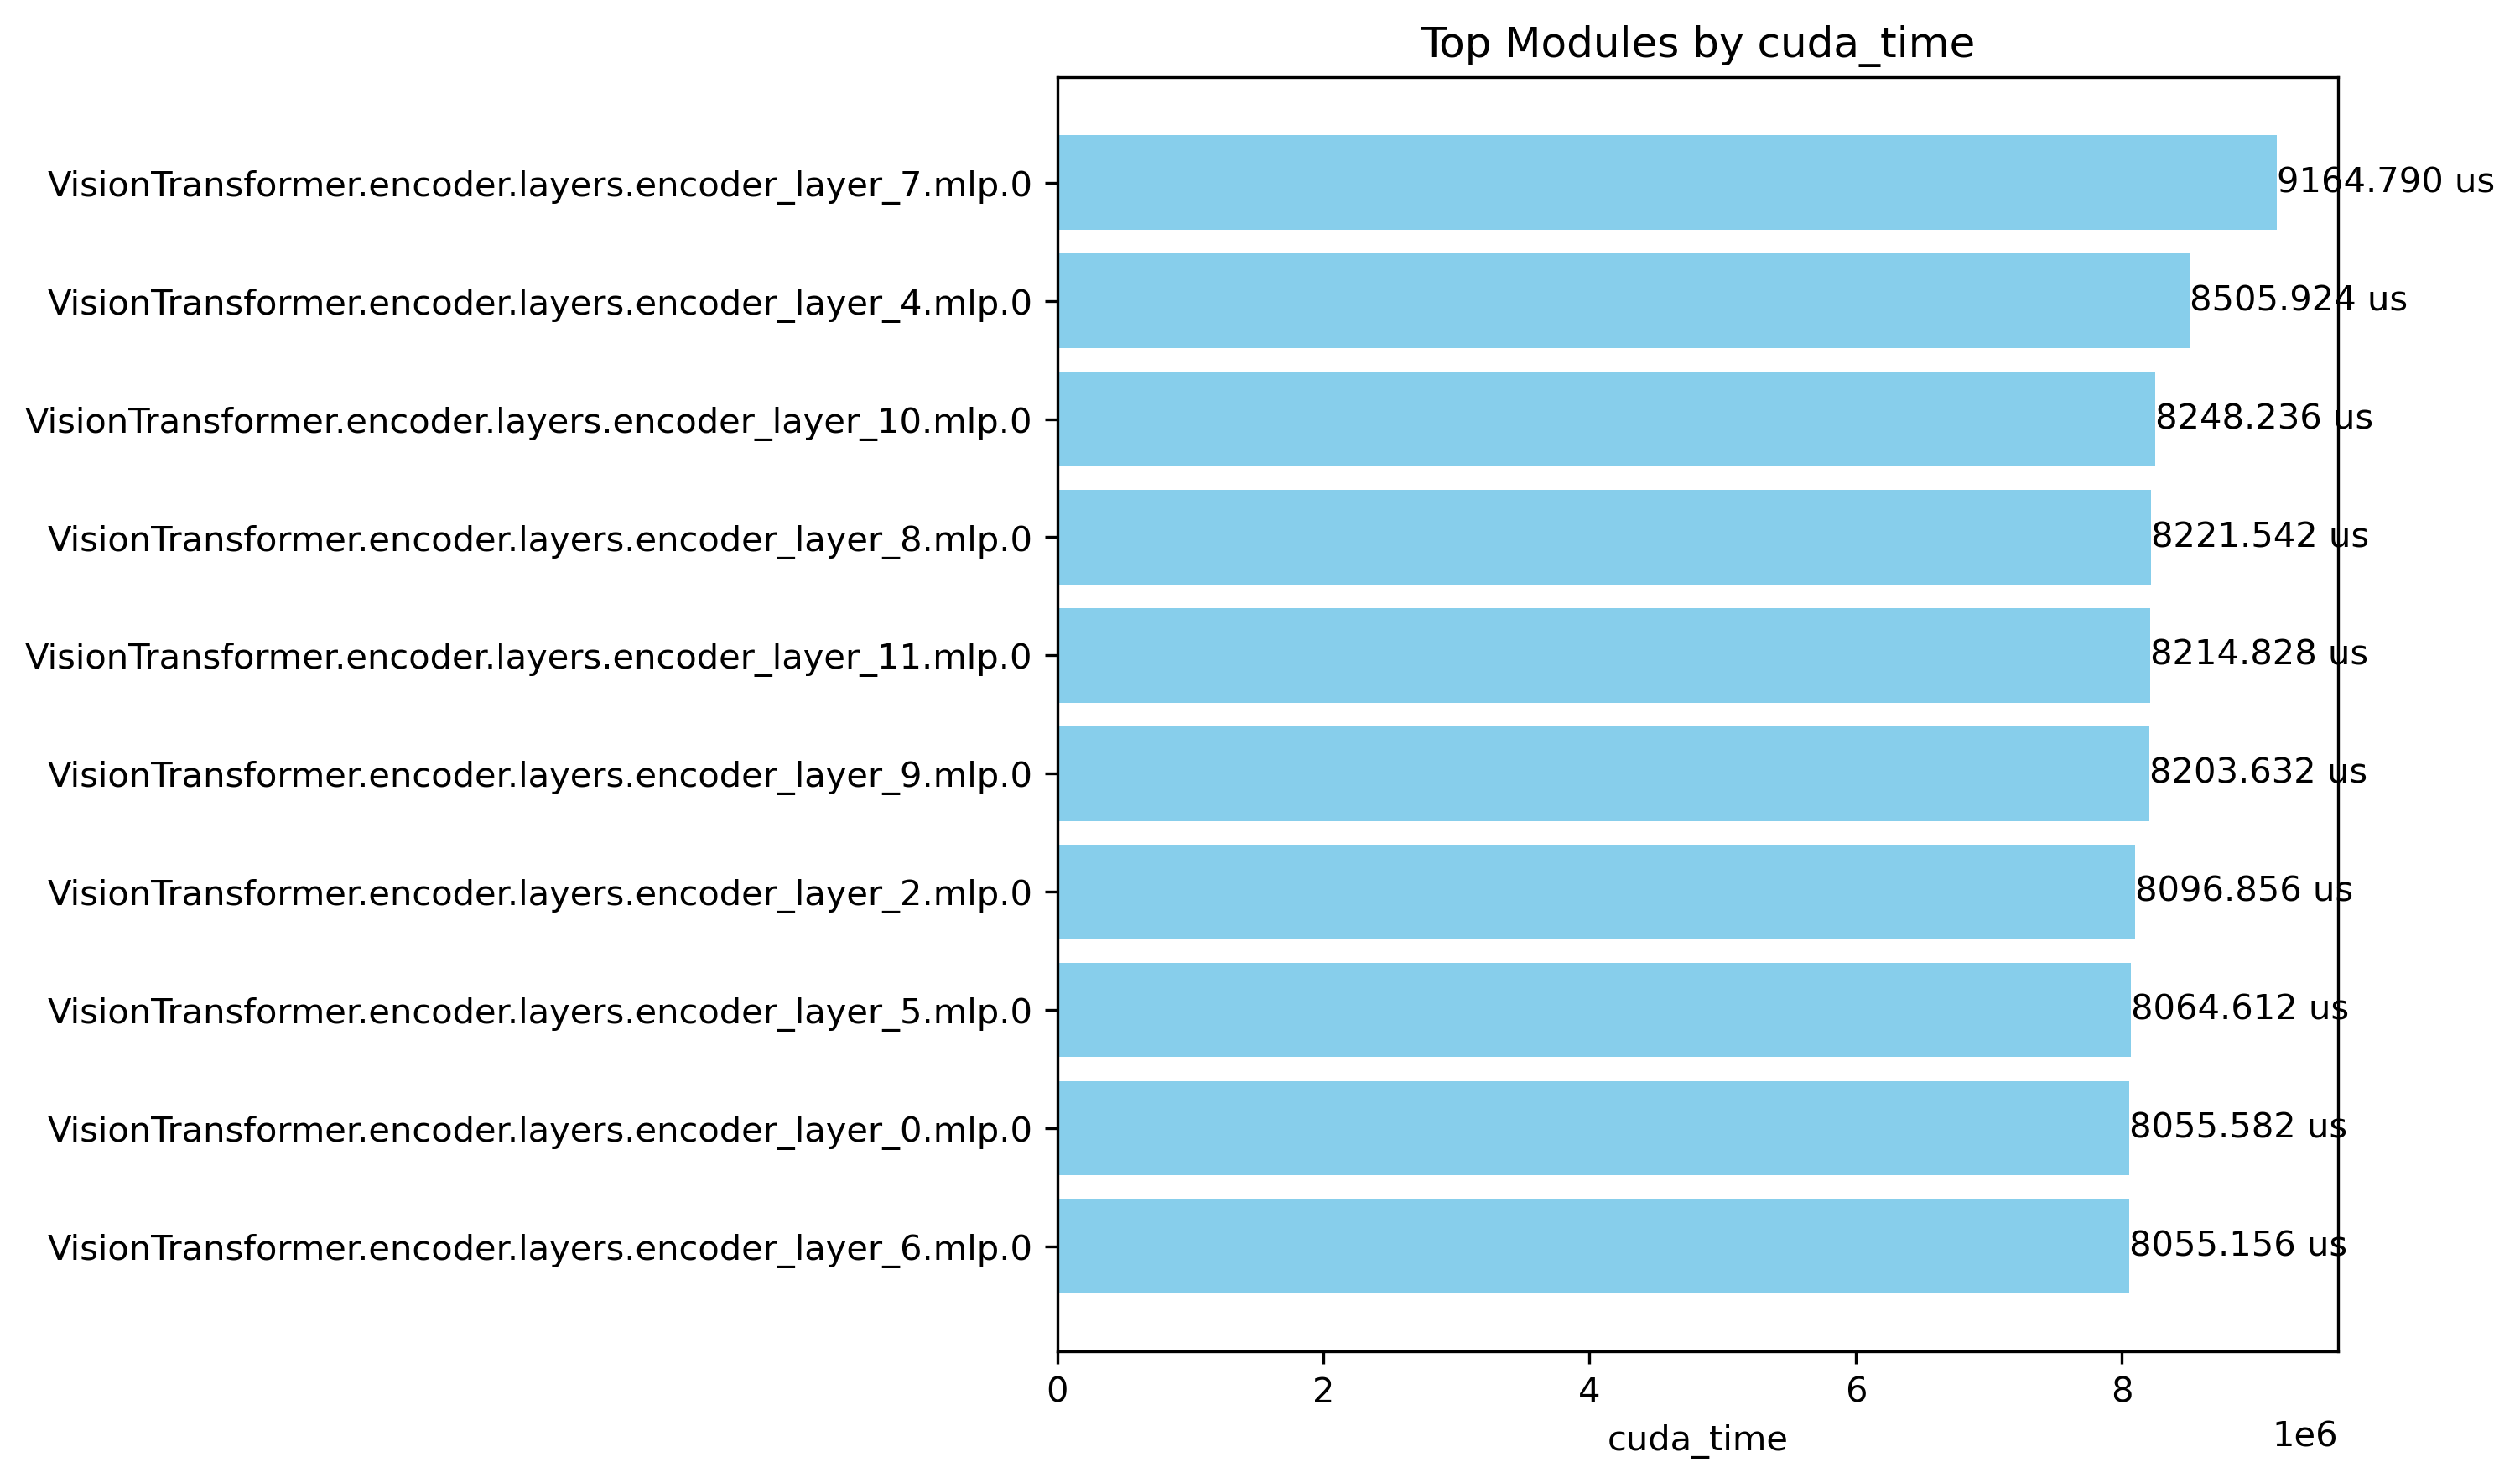 Top Modules by cuda_time
VisionTransformer.encoder.layers.encoder_layer_7.mlp.0 9164.790 us
VisionTransformer.encoder.layers.encoder_layer_4.mlp.0 8505.924 us
VisionTransformer.encoder.layers.encoder_layer_10.mlp.0 8248.236 us
VisionTransformer.encoder.layers.encoder_layer_8.mlp.0 8221.542 us
VisionTransformer.encoder.layers.encoder_layer_11.mlp.0 8214.828 us
VisionTransformer.encoder.layers.encoder_layer_9.mlp.0 8203.632 us
VisionTransformer.encoder.layers.encoder_layer_2.mlp.0 8096.856 us
VisionTransformer.encoder.layers.encoder_layer_5.mlp.0 8064.612 us
VisionTransformer.encoder.layers.encoder_layer_0.mlp.0 8055.582 us
VisionTransformer.encoder.layers.encoder_layer_6.mlp.0 8055.156 us
0 2 4 6 8
cuda_time 1e6